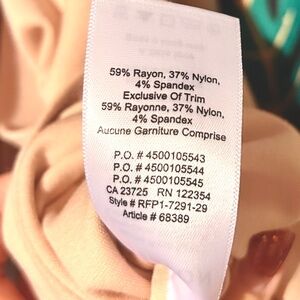 59% Rayon, 37% Nylon,
4% Spandex
Exclusive Of Trim
59% Rayonne, 37% Nylon,
4% Spandex
Aucune Garniture Comprise
P.O. # 4500105543
P.O. # 4500105544
P.O. # 4500105545
CA 23725 RN 122354
Style # RFP1-7291-29
Article # 68389